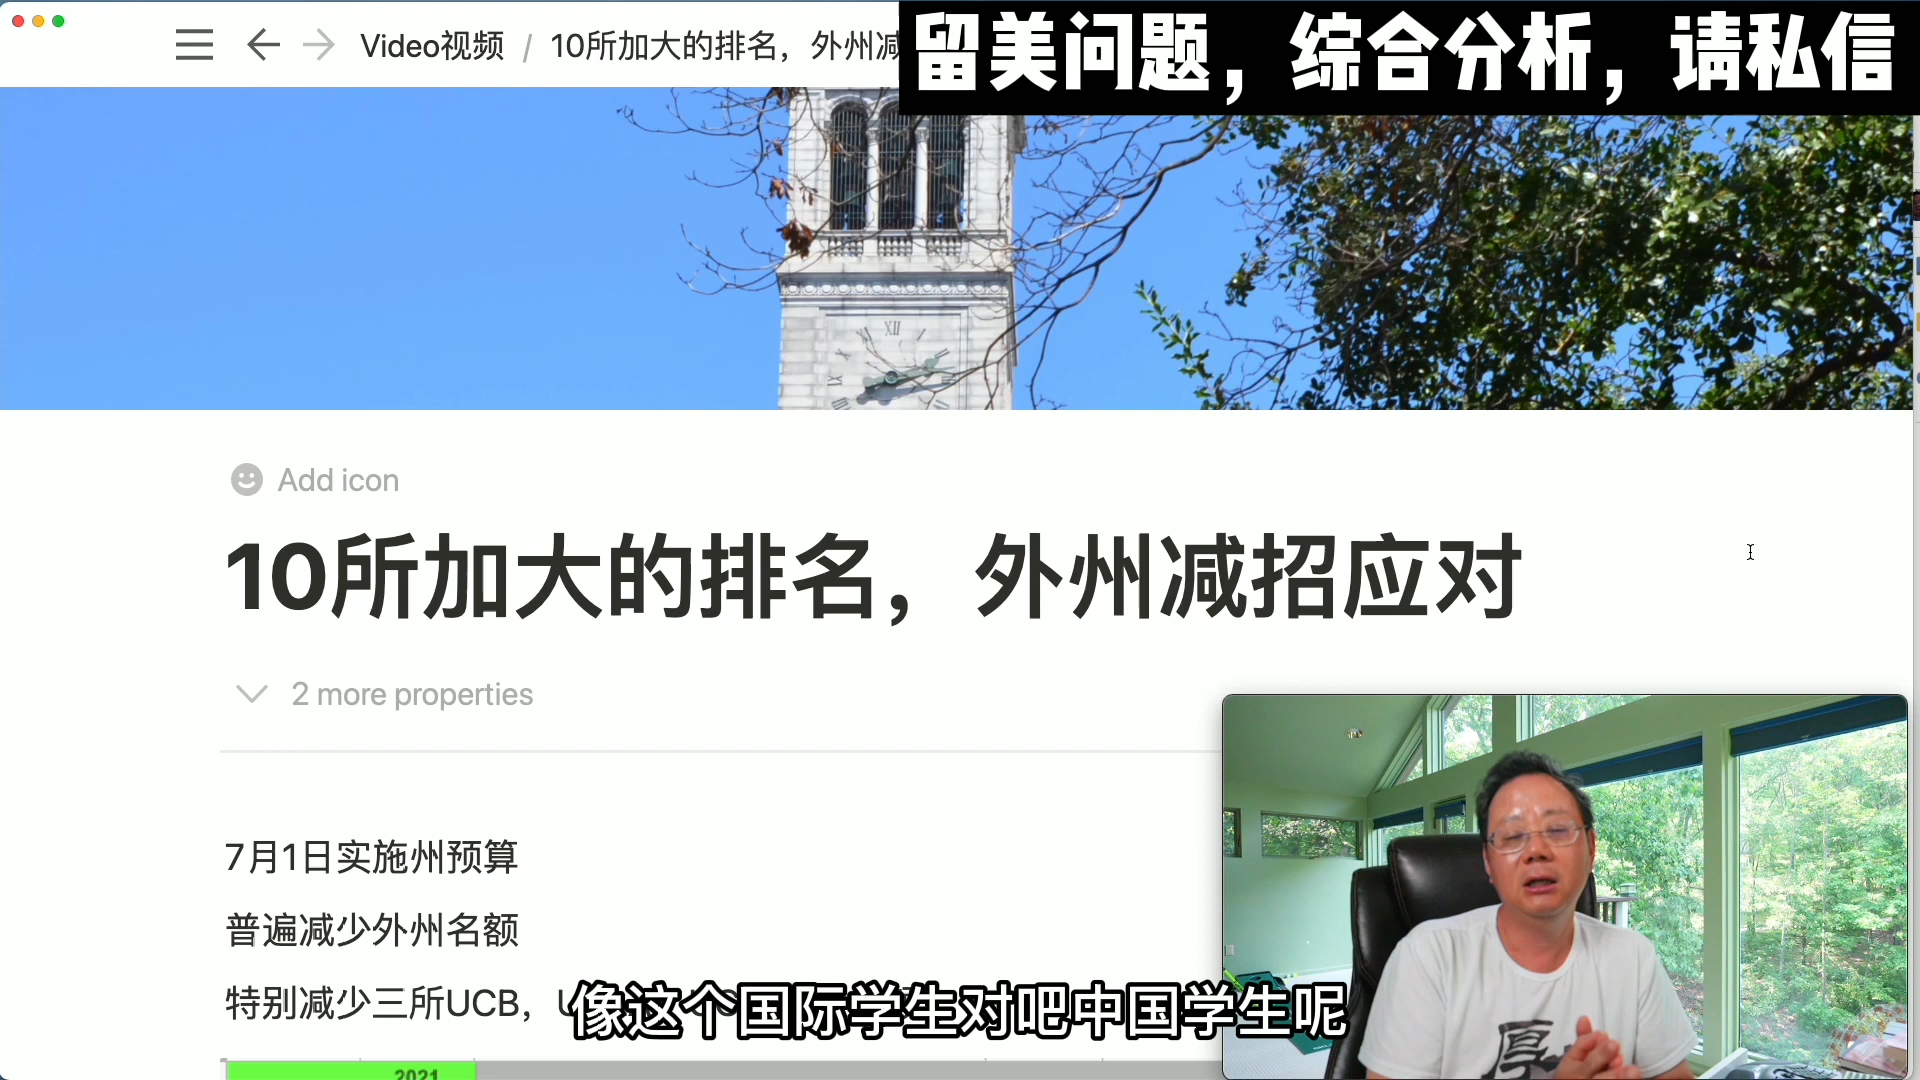 Video视频 / 10所加大的排名，外州减
留美问题，综合分析，请私信
Add icon
10所加大的排名，外州减招应对
2 more properties
7月1日实施州预算
普遍减少外州名额
特别减少三所UCB，
像这个国际学生对吧中国学生呢
2021
厚